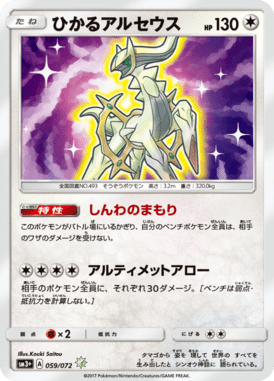 たね ひかるアルセウス HP 130
全国図鑑No.493 そうぞうポケモン 高さ:3.2m 重さ:320.0kg
特性 しんわのまもり
このポケモンがバトル場にいるかぎり、自分のベンチポケモン全員は、相手
のワザのダメージを受けない。
アルティメットアロー
相手のポケモン全員に、それぞれ30ダメージ。[ベンチは弱点・
抵抗力を計算しない。]
弱点 ×2 抵抗力 にげる
Illus.Kouki Saitou
SM3+ A 059/072
タマゴから 姿を 現して 世界の すべてを
生み出した シンオウ神話に 描かれている。
©2017 Pokémon/Nintendo/Creatures/GAME FREAK.